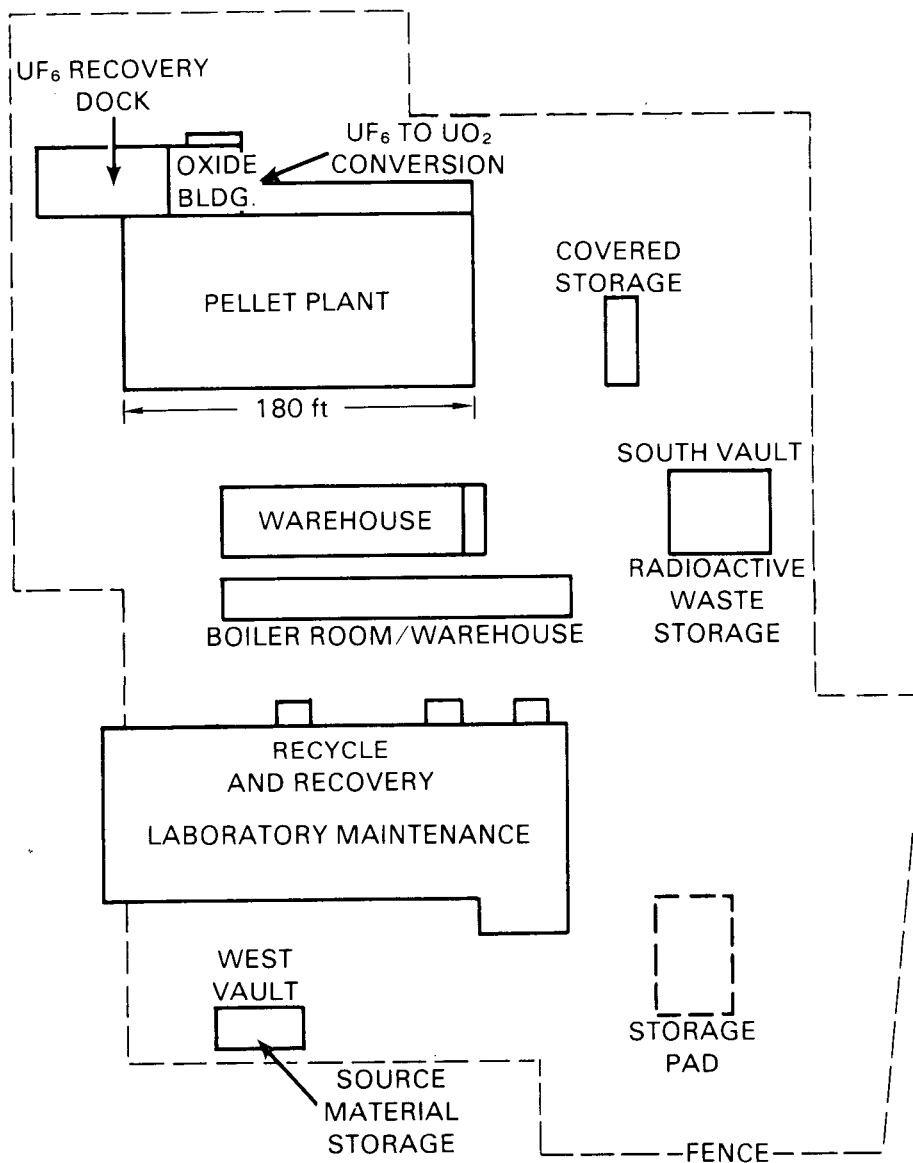 UF₆ RECOVERY
DOCK
UF₆ TO UO₂
CONVERSION
OXIDE
BLDG.
COVERED
STORAGE
PELLET PLANT
180 ft
SOUTH VAULT
WAREHOUSE
RADIOACTIVE
WASTE
STORAGE
BOILER ROOM/WAREHOUSE
RECYCLE
AND RECOVERY
LABORATORY MAINTENANCE
WEST
VAULT
STORAGE
PAD
SOURCE
MATERIAL
STORAGE
FENCE